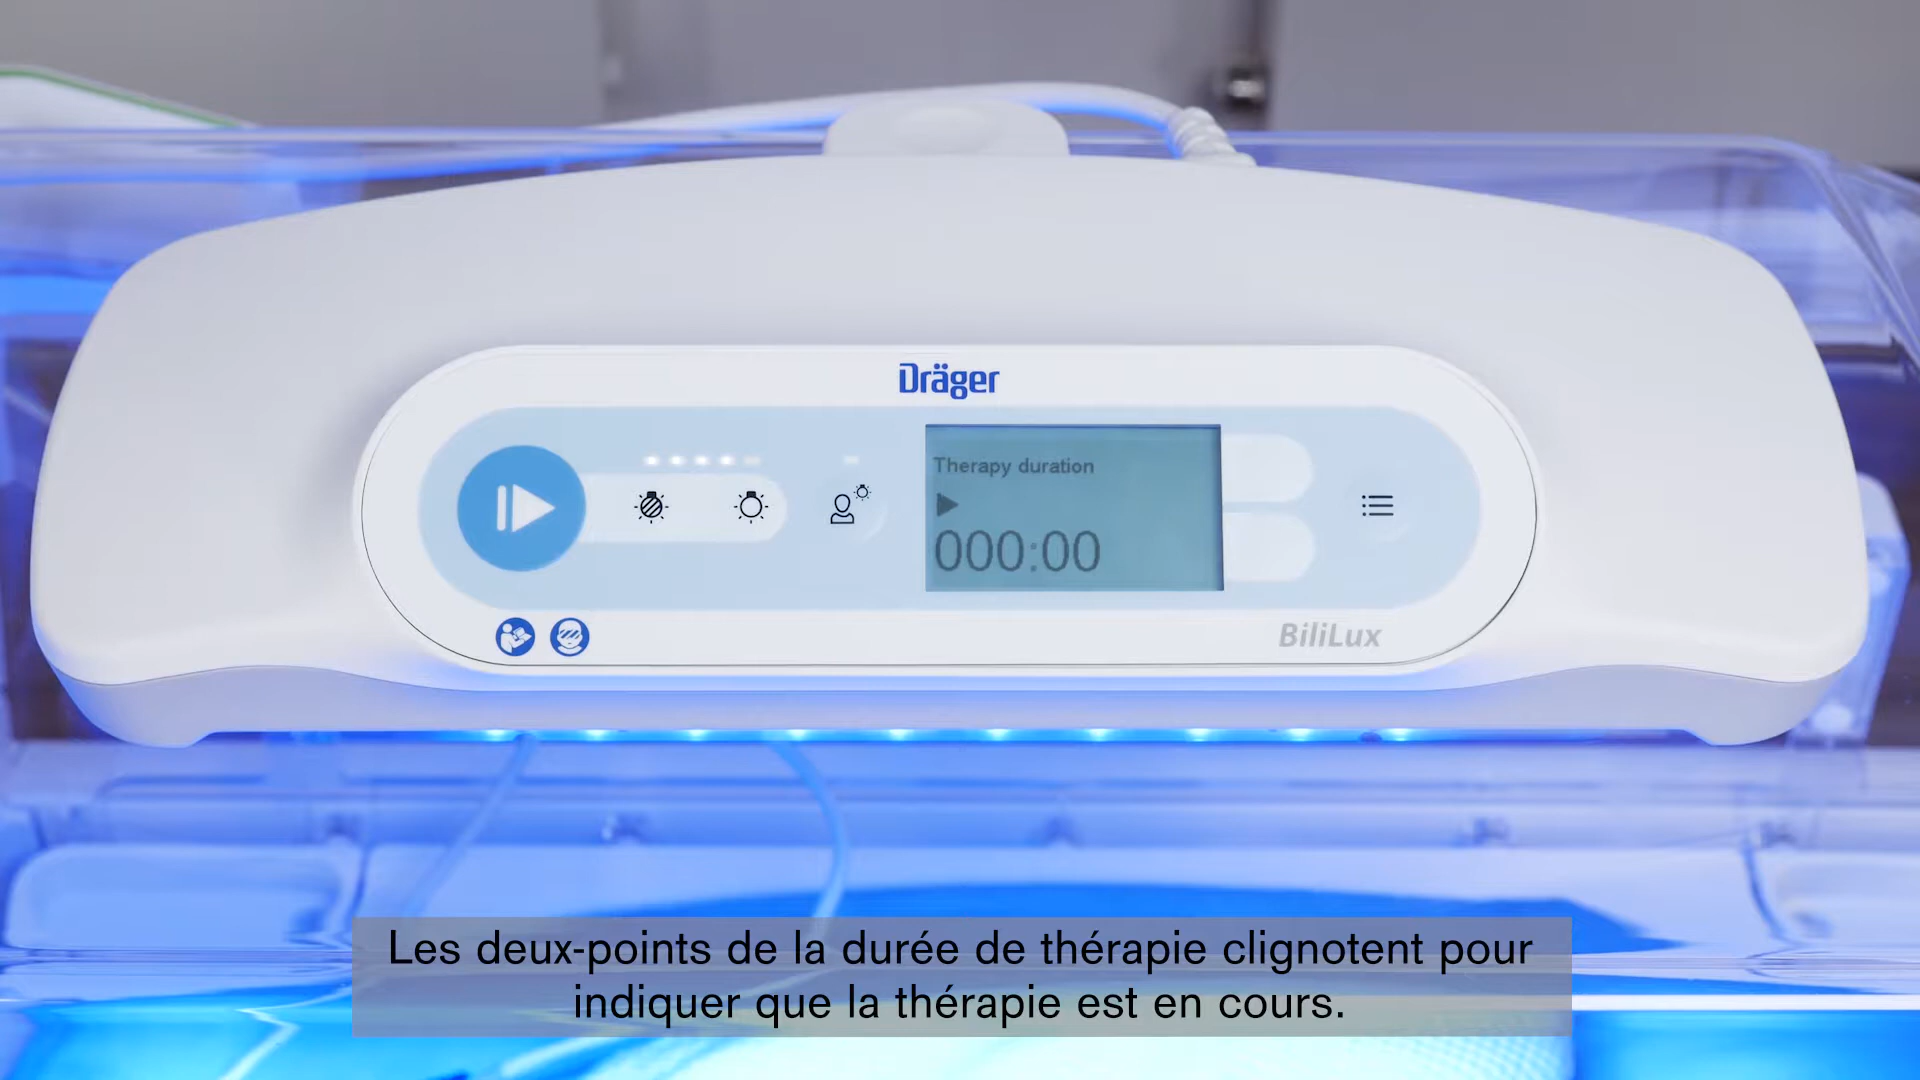 Dräger
Therapy duration
000:00
BiliLux
Les deux-points de la durée de thérapie clignotent pour
indiquer que la thérapie est en cours.